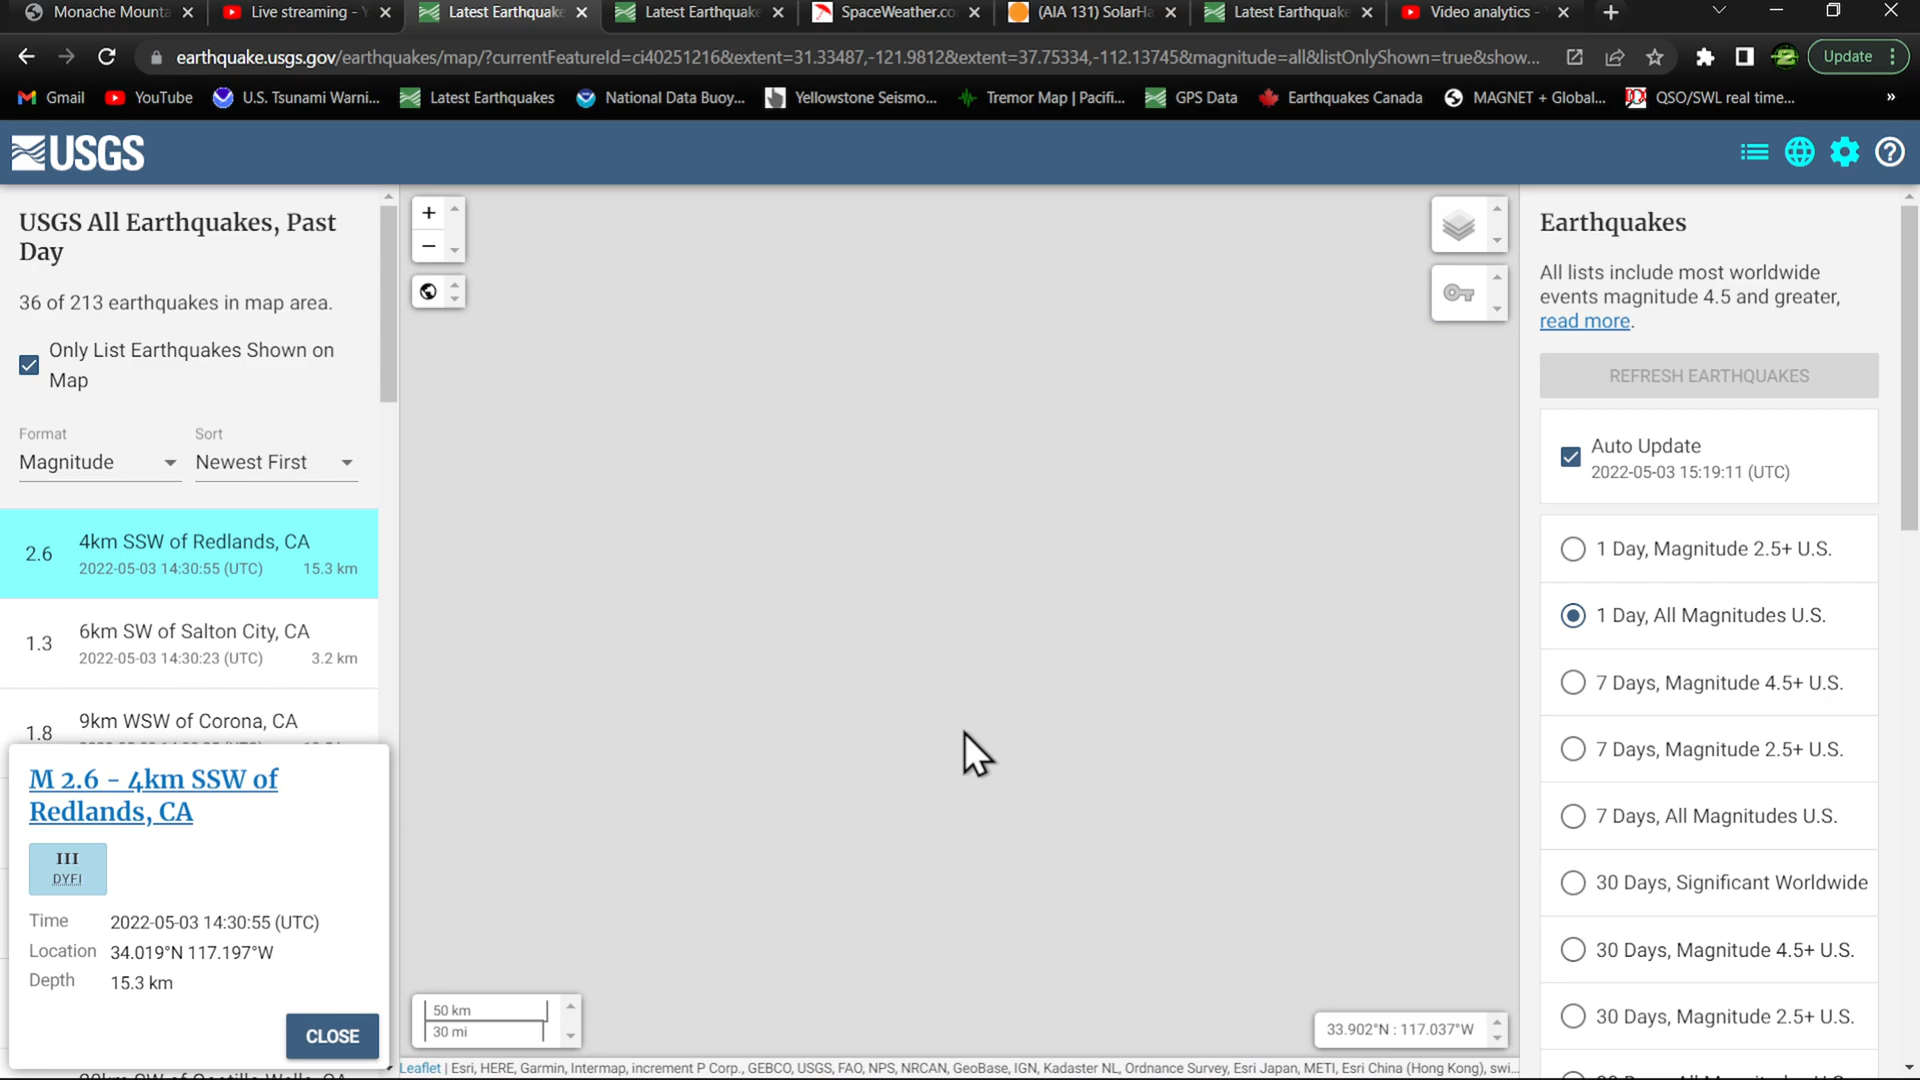 Monache Mounta
Live streaming - Y
Latest Earthquake
Latest Earthquake
SpaceWeather.co
(AIA 131) SolarHa
Latest Earthquake
Video analytics -
earthquake.usgs.gov/earthquakes/map/?currentFeatureId=ci40251216&extent=31.33487,-121.9812&extent=37.75334,-112.13745&magnitude=all&listOnlyShown=true&show...
Update
Gmail
YouTube
U.S. Tsunami Warni...
Latest Earthquakes
National Data Buoy...
Yellowstone Seismo...
Tremor Map | Pacifi...
GPS Data
Earthquakes Canada
MAGNET + Global...
QSO/SWL real time...
»
USGS
USGS All Earthquakes, Past
Day
36 of 213 earthquakes in map area.
Only List Earthquakes Shown on
Map
Format
Sort
Magnitude
Newest First
2.6
4km SSW of Redlands, CA
2022-05-03 14:30:55 (UTC)
15.3 km
1.3
6km SW of Salton City, CA
2022-05-03 14:30:23 (UTC)
3.2 km
1.8
9km WSW of Corona, CA
M 2.6 - 4km SSW of
Redlands, CA
III
DYFI
Time
2022-05-03 14:30:55 (UTC)
Location
34.019°N 117.197°W
Depth
15.3 km
CLOSE
+
−
50 km
30 mi
33.902°N : 117.037°W
Leaflet | Esri, HERE, Garmin, Intermap, increment P Corp., GEBCO, USGS, FAO, NPS, NRCAN, GeoBase, IGN, Kadaster NL, Ordnance Survey, Esri Japan, METI, Esri China (Hong Kong), swi...
Earthquakes
All lists include most worldwide
events magnitude 4.5 and greater,
read more.
REFRESH EARTHQUAKES
Auto Update
2022-05-03 15:19:11 (UTC)
1 Day, Magnitude 2.5+ U.S.
1 Day, All Magnitudes U.S.
7 Days, Magnitude 4.5+ U.S.
7 Days, Magnitude 2.5+ U.S.
7 Days, All Magnitudes U.S.
30 Days, Significant Worldwide
30 Days, Magnitude 4.5+ U.S.
30 Days, Magnitude 2.5+ U.S.